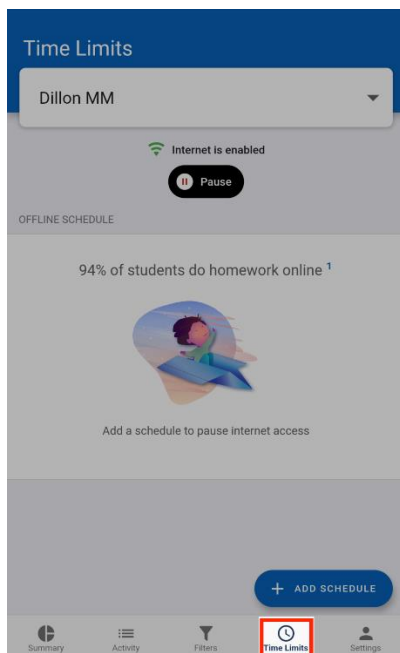 Time Limits
Dillon MM
Internet is enabled
Pause
OFFLINE SCHEDULE
94% of students do homework online 1
Add a schedule to pause internet access
+ ADD SCHEDULE
Summary Activity Filters Time Limits Settings